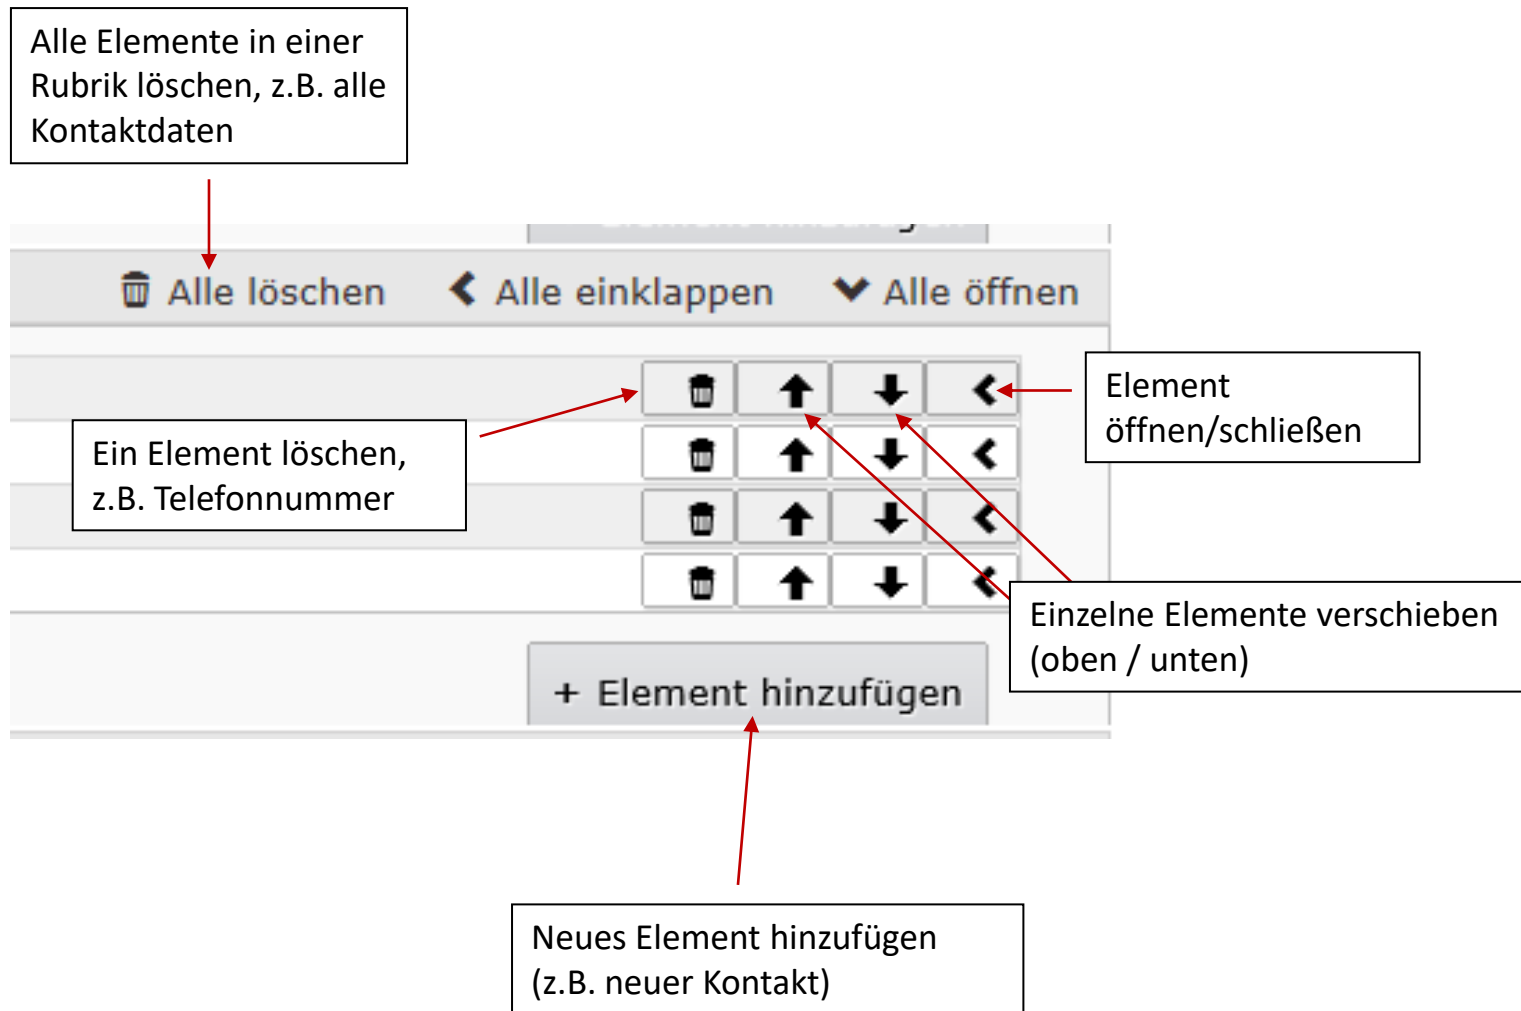 Alle Elemente in einer
Rubrik löschen, z.B. alle
Kontaktdaten
Alle löschen
Alle einklappen
Alle öffnen
Element
öffnen/schließen
Ein Element löschen,
z.B. Telefonnummer
Einzelne Elemente verschieben
(oben / unten)
+ Element hinzufügen
Neues Element hinzufügen
(z.B. neuer Kontakt)